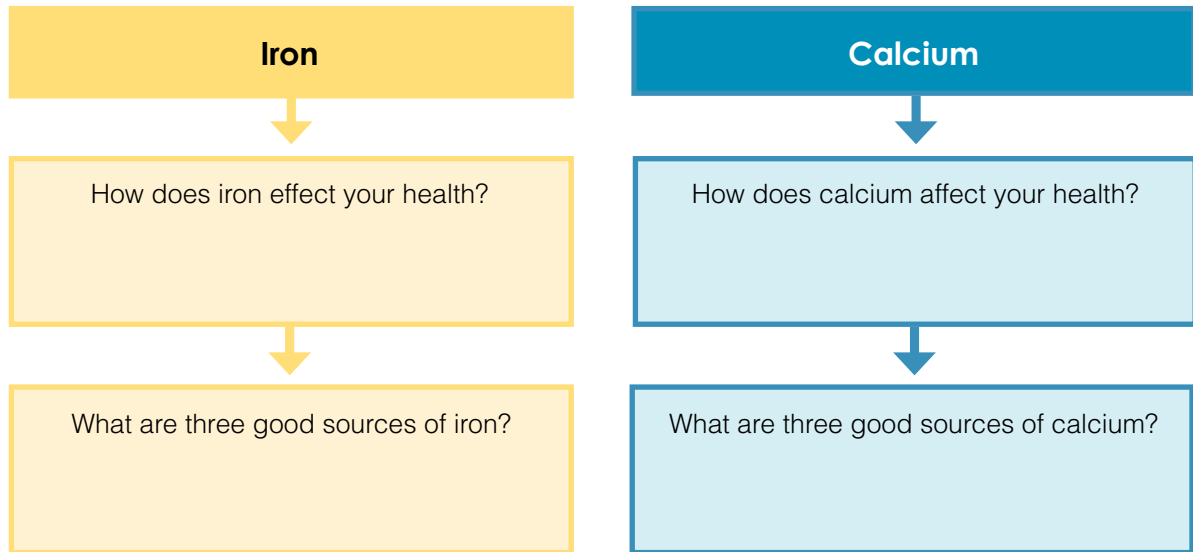 Iron
How does iron effect your health?
What are three good sources of iron?
Calcium
How does calcium affect your health?
What are three good sources of calcium?